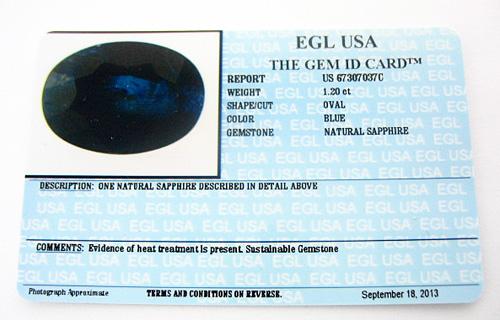 EGL USA
THE GEM ID CARD™
REPORT US 67307037C
WEIGHT 1.20 ct
SHAPE/CUT OVAL
COLOR BLUE
GEMSTONE NATURAL SAPPHIRE
DESCRIPTION: ONE NATURAL SAPPHIRE DESCRIBED IN DETAIL ABOVE
COMMENTS: Evidence of heat treatment is present. Sustainable Gemstone
Photograph Approximate TERMS AND CONDITIONS ON REVERSE. September 18, 2013